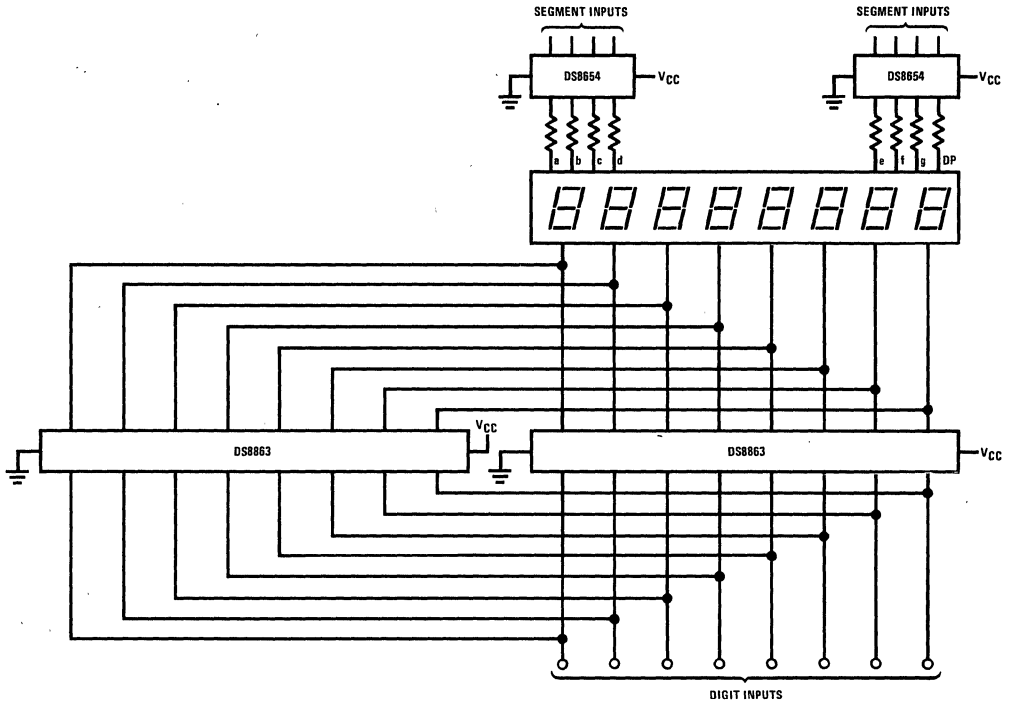 SEGMENT INPUTS
SEGMENT INPUTS
DS8654
VCC
DS8654
VCC
a b c d
e f g DP
VCC
DS8863
DS8863
VCC
DIGIT INPUTS